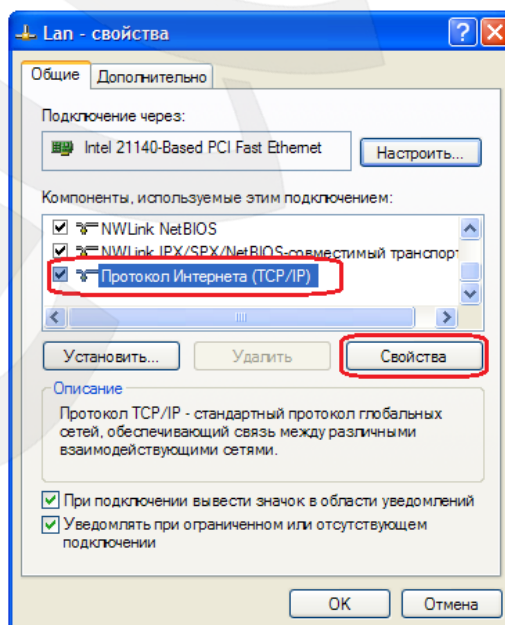 Lan - свойства
Общие Дополнительно
Подключение через:
Intel 21140-Based PCI Fast Ethernet Настроить...
Компоненты, используемые этим подключением:
NWLink NetBIOS
NWLink IPX/SPX/NetBIOS-совместимый транспорт
Протокол Интернета (TCP/IP)
Установить... Удалить Свойства
Описание
Протокол TCP/IP - стандартный протокол глобальных
сетей, обеспечивающий связь между различными
взаимодействующими сетями.
При подключении вывести значок в области уведомлений
Уведомлять при ограниченном или отсутствующем
подключении
OK Отмена